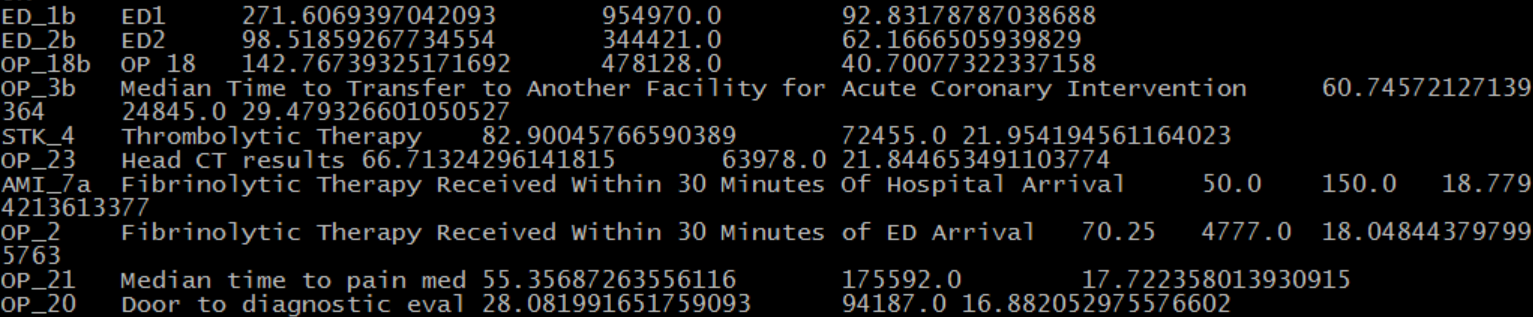 ED_1b ED1 271.6069397042093 954970.0 92.83178787038688
ED_2b ED2 98.51859267734554 344421.0 62.1666505939829
OP_18b OP 18 142.76739325171692 478128.0 40.70077322337158
OP_3b Median Time to Transfer to Another Facility for Acute Coronary Intervention 60.74572127139
364 24845.0 29.479326601050527
STK_4 Thrombolytic Therapy 82.90045766590389 72455.0 21.954194561164023
OP_23 Head CT results 66.71324296141815 63978.0 21.844653491103774
AMI_7a Fibrinolytic Therapy Received Within 30 Minutes Of Hospital Arrival 50.0 150.0 18.779
4213613377
OP_2 Fibrinolytic Therapy Received Within 30 Minutes of ED Arrival 70.25 4777.0 18.04844379799
5763
OP_21 Median time to pain med 55.35687263556116 175592.0 17.722358013930915
OP_20 Door to diagnostic eval 28.081991651759093 94187.0 16.882052975576602